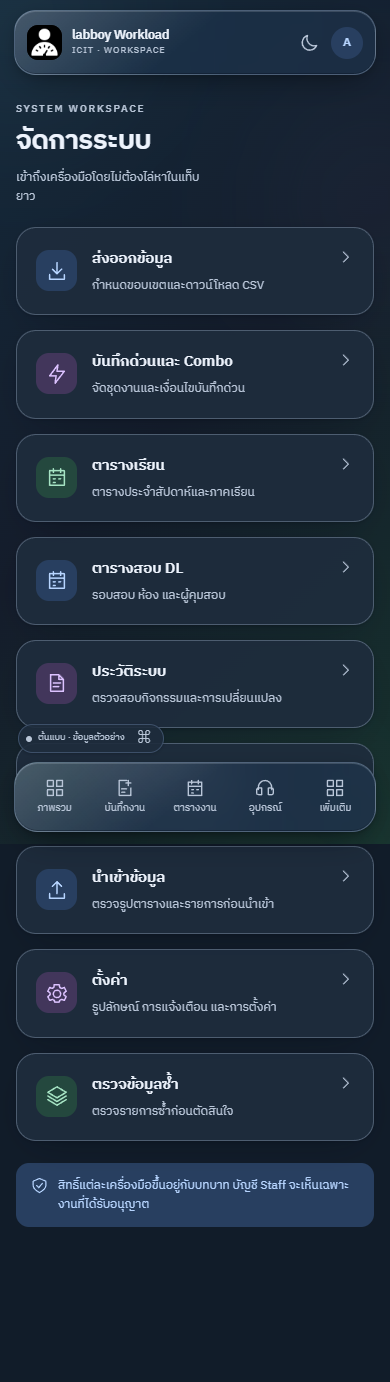 labboy Workload
ICIT · WORKSPACE
A
SYSTEM WORKSPACE
จัดการระบบ
เข้าถึงเครื่องมือโดยไม่ต้องไล่หาในแท็บ
ยาว
ส่งออกข้อมูล
กำหนดขอบเขตและดาวน์โหลด CSV
บันทึกด่วนและ Combo
จัดชุดงานและเงื่อนไขบันทึกด่วน
ตารางเรียน
ตารางประจำสัปดาห์และภาคเรียน
ตารางสอบ DL
รอบสอบ ห้อง และผู้คุมสอบ
ประวัติระบบ
ตรวจสอบกิจกรรมและการเปลี่ยนแปลง
ต้นแบบ · ข้อมูลตัวอย่าง
ภาพรวม
บันทึกงาน
ตารางงาน
อุปกรณ์
เพิ่มเติม
นำเข้าข้อมูล
ตรวจรูปตารางและรายการก่อนนำเข้า
ตั้งค่า
รูปลักษณ์ การแจ้งเตือน และการตั้งค่า
ตรวจข้อมูลซ้ำ
ตรวจรายการซ้ำก่อนตัดสินใจ
สิทธิ์แต่ละเครื่องมือขึ้นอยู่กับบทบาท บัญชี Staff จะเห็นเฉพาะ
งานที่ได้รับอนุญาต